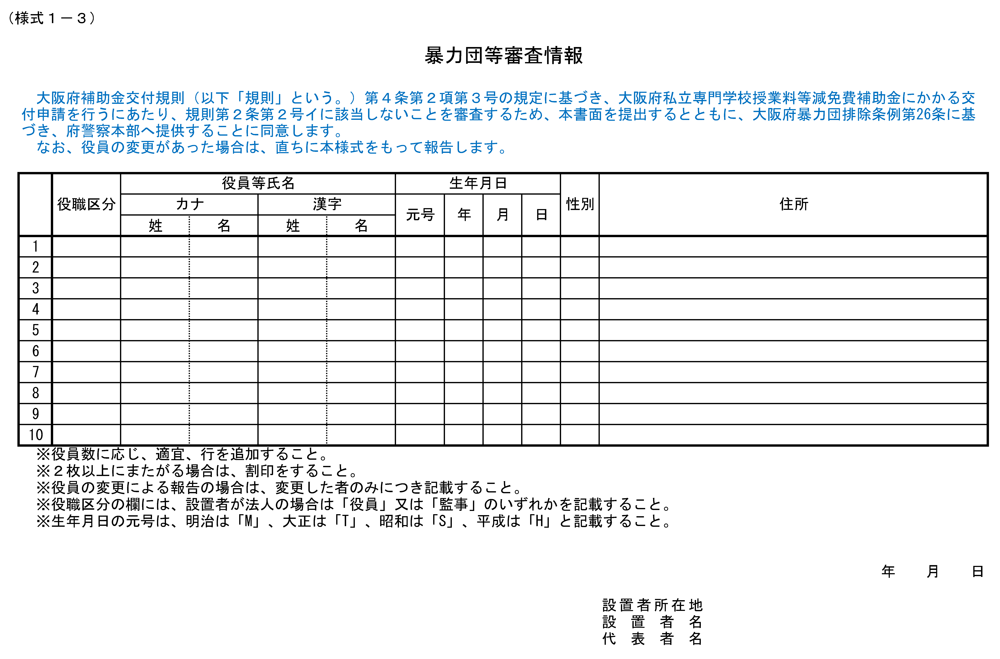 （様式１－３）
暴力団等審査情報
　大阪府補助金交付規則（以下「規則」という。）第４条第２項第３号の規定に基づき、大阪府私立専門学校授業料等減免費補助金にかかる交
付申請を行うにあたり、規則第２条第２号イに該当しないことを審査するため、本書面を提出するとともに、大阪府暴力団排除条例第26条に基
づき、府警察本部へ提供することに同意します。
　なお、役員の変更があった場合は、直ちに本様式をもって報告します。
役職区分 役員等氏名 生年月日 性別 住所
カナ 漢字 元号 年 月 日
姓 名 姓 名
1
2
3
4
5
6
7
8
9
10
※役員数に応じ、適宜、行を追加すること。
※２枚以上にまたがる場合は、割印をすること。
※役員の変更による報告の場合は、変更した者のみにつき記載すること。
※役職区分の欄には、設置者が法人の場合は「役員」又は「監事」のいずれかを記載すること。
※生年月日の元号は、明治は「M」、大正は「T」、昭和は「S」、平成は「H」と記載すること。
年　　月　　日
設置者所在地
設　置　者　名
代　表　者　名